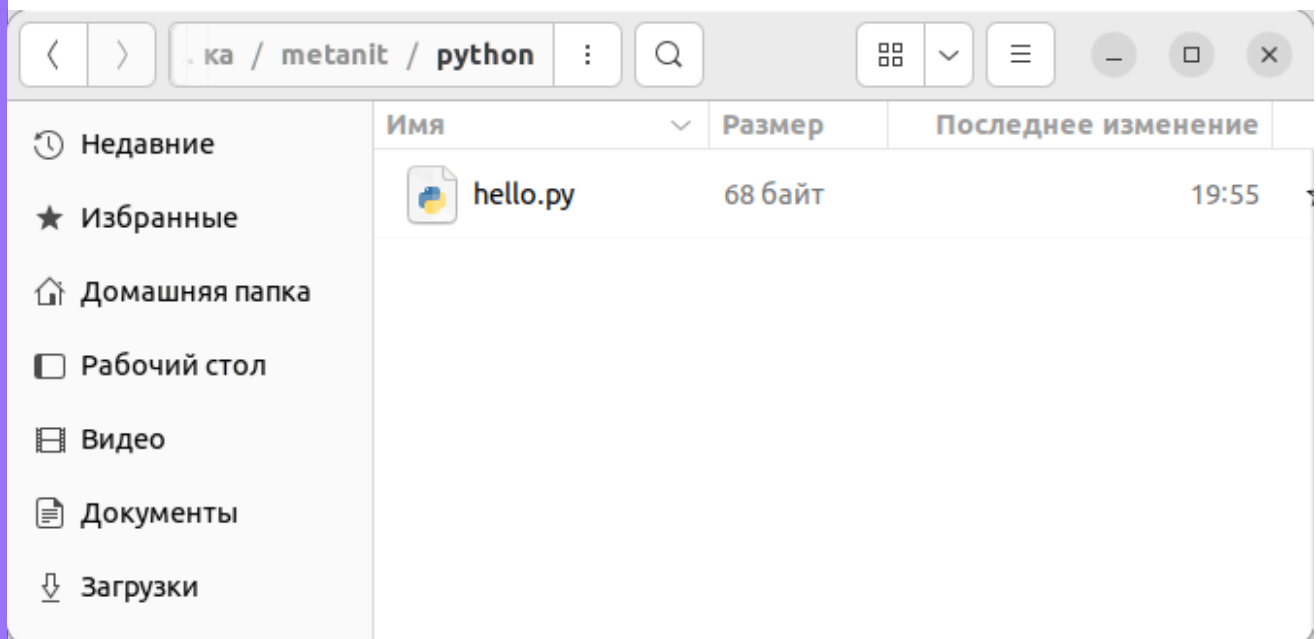 . ка / metanit / python
Имя Размер Последнее изменение
Недавние
hello.py 68 байт 19:55
Избранные
Домашняя папка
Рабочий стол
Видео
Документы
Загрузки